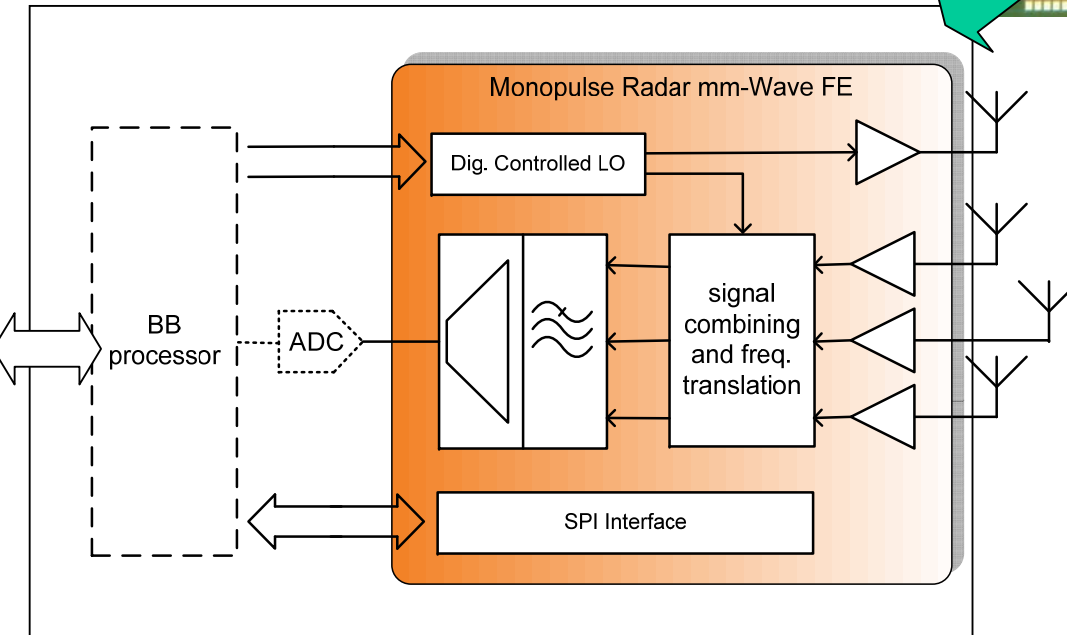 Monopulse Radar mm-Wave FE
Dig. Controlled LO
signal
combining
and freq.
translation
BB
processor
ADC
SPI Interface